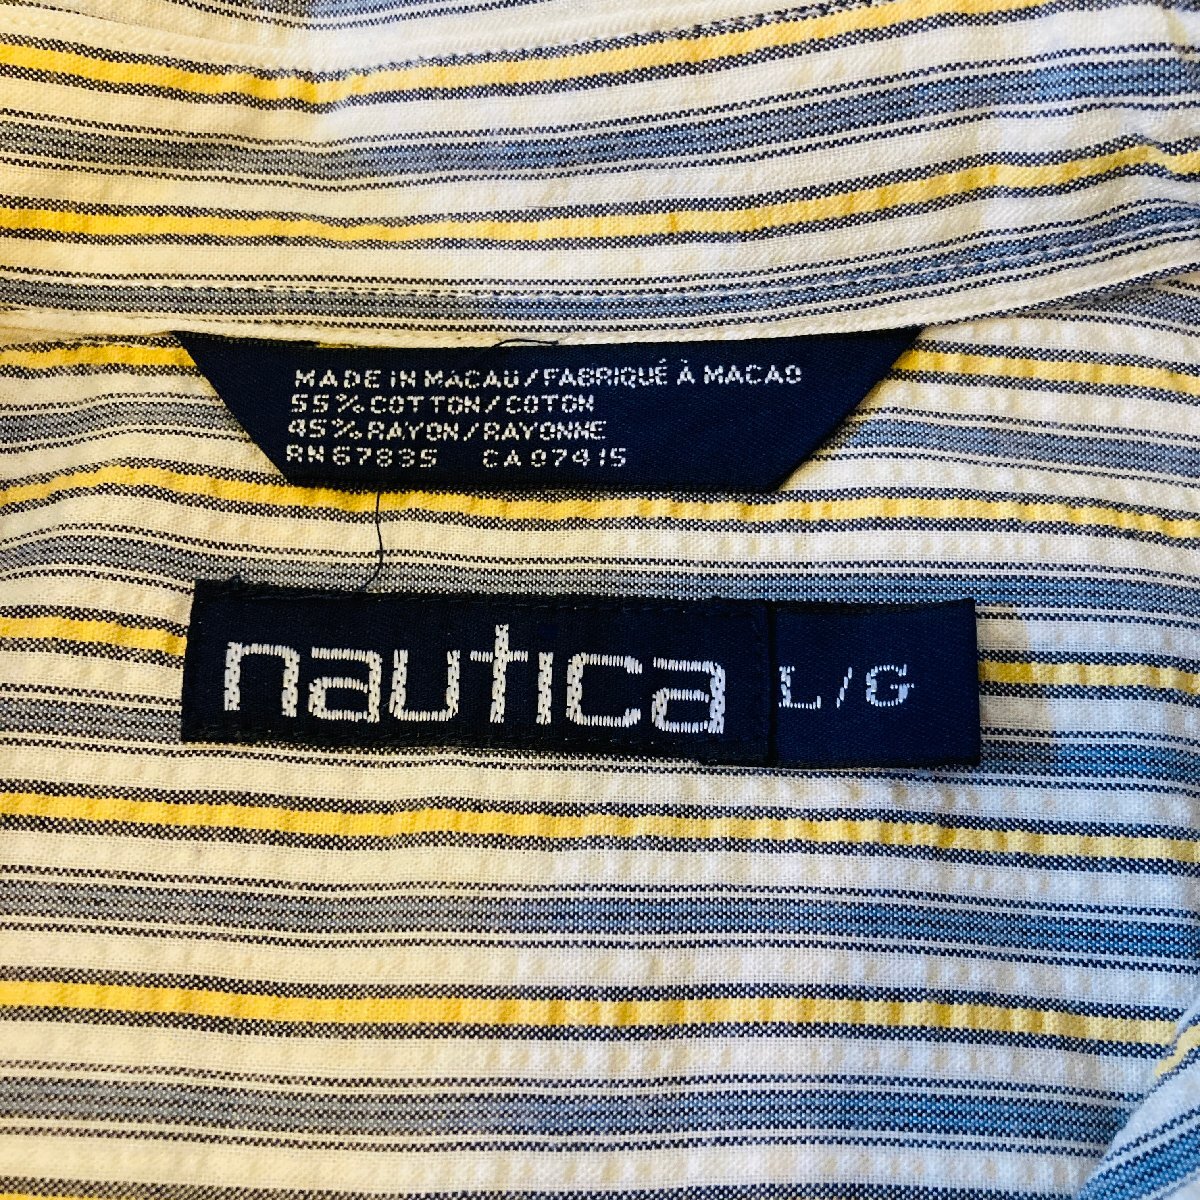 MADE IN MACAU/FABRIQUÉ À MACAO
55% COTTON/COTON
45% RAYON/RAYONNE
RN67835 CA07415
nautica L/G